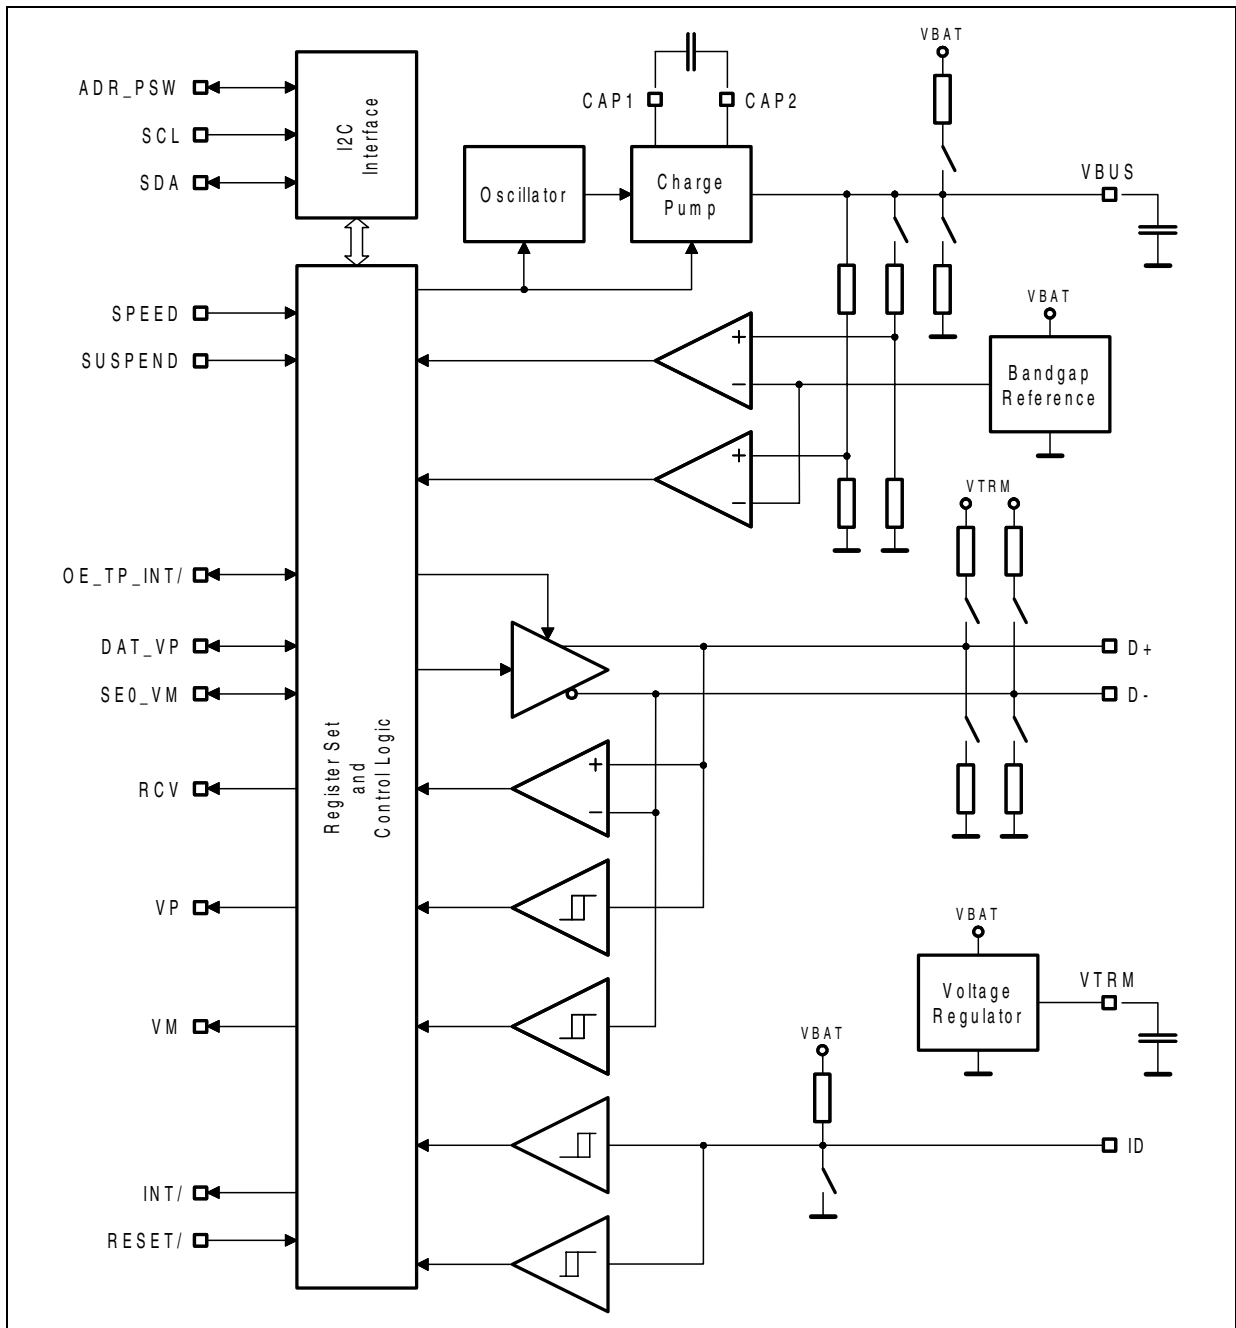 VBAT
ADR_PSW
SCL
SDA
I2C
Interface
CAP1
CAP2
Oscillator
Charge
Pump
VBUS
SPEED
SUSPEND
+
−
VBAT
Bandgap
Reference
+
−
VTRM
OE_TP_INT/
DAT_VP
SE0_VM
D+
D-
Register Set
and
Control Logic
RCV
+
−
VP
VBAT
Voltage
Regulator
VTRM
VM
VBAT
ID
INT/
RESET/